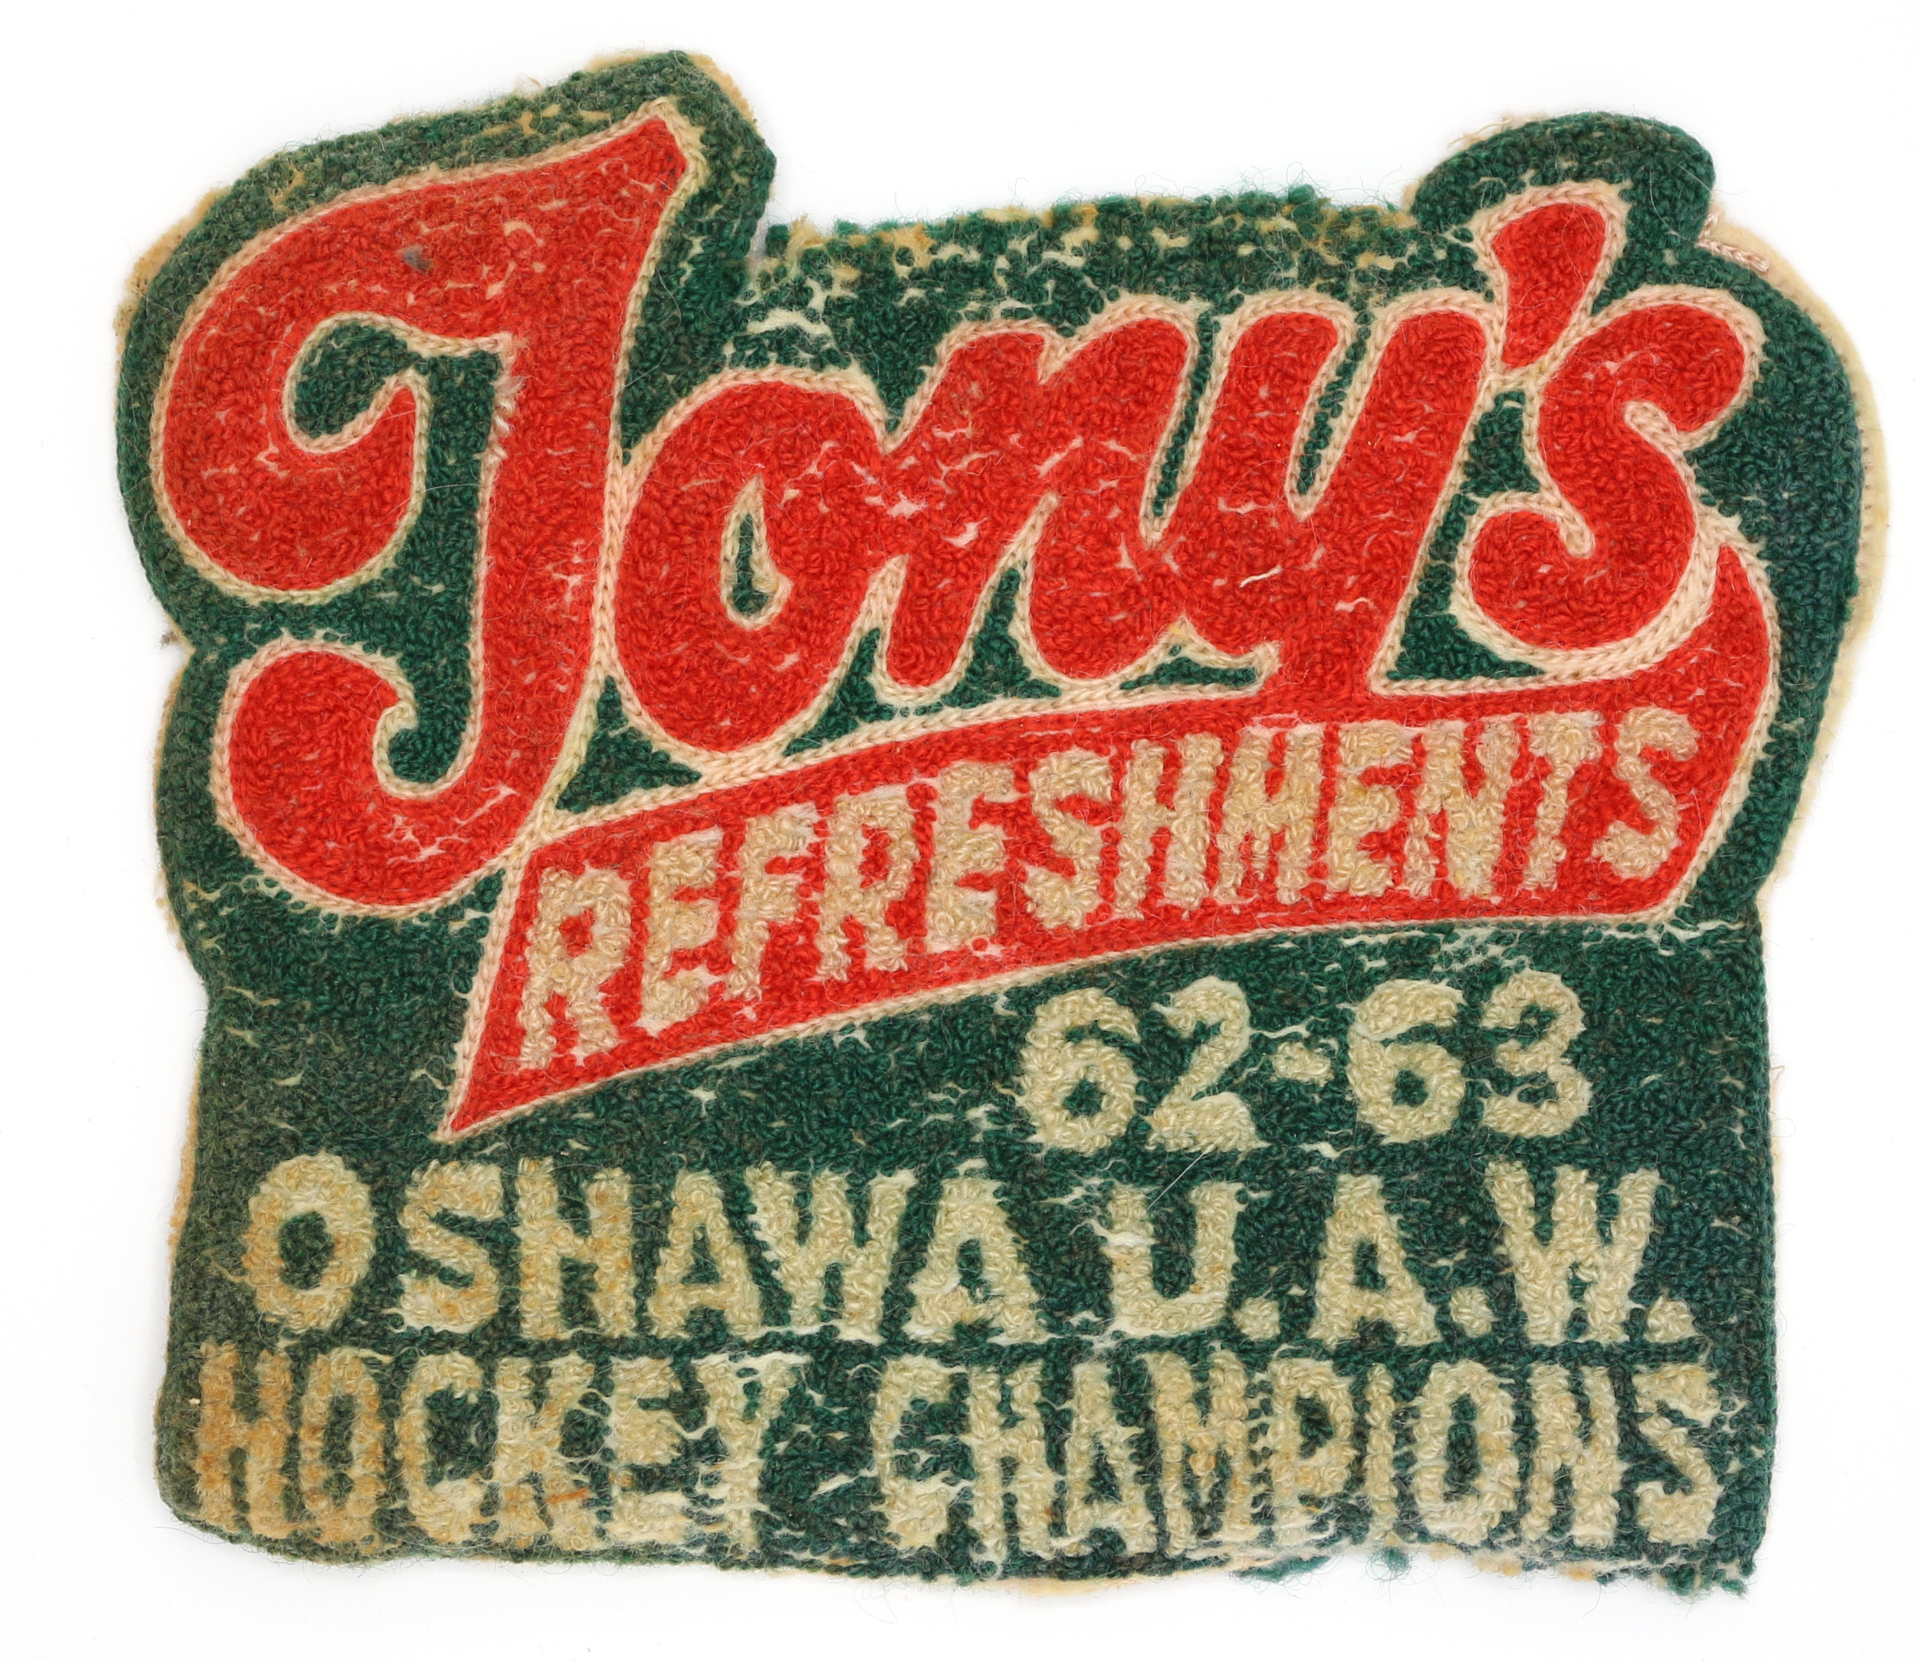 Tony's
REFRESHMENTS
62-63
OSHAWA U.A.W.
HOCKEY CHAMPIONS